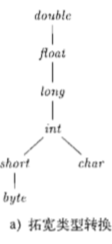 double
float
long
int
short char
byte
a) 拓宽类型转换